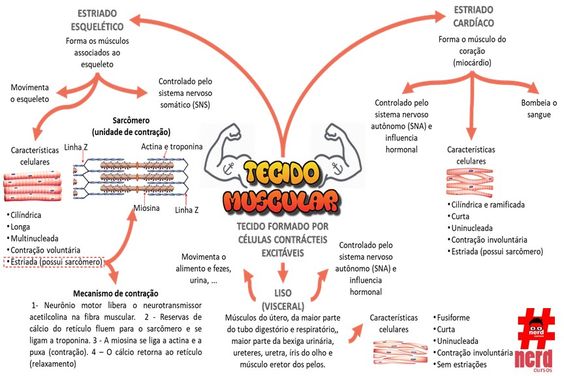 ESTRIADO
ESQUELÉTICO
Forma os músculos
associados ao
esqueleto
Movimenta
o esqueleto
Controlado pelo
sistema nervoso
somático (SNS)
Características
celulares
•Cilíndrica
•Longa
•Multinucleada
•Contração voluntária
•Estriada (possui sarcômero)
Sarcômero
(unidade de contração)
Linha Z
Actina e troponina
Miosina
Linha Z
Mecanismo de contração
1- Neurônio motor libera o neurotransmissor
acetilcolina na fibra muscular. 2 - Reservas de
cálcio do retículo fluem para o sarcômero e se
ligam a troponina. 3 - A miosina se liga a actina e a
puxa (contração). 4 – O cálcio retorna ao retículo
(relaxamento)
TECIDO
MUSCULAR
TECIDO FORMADO POR
CÉLULAS CONTRÁCTEIS
EXCITÁVEIS
ESTRIADO
CARDÍACO
Forma o músculo do
coração
(miocárdio)
Controlado pelo
sistema nervoso
autônomo (SNA) e
influencia
hormonal
Bombeia o
sangue
Características
celulares
•Cilíndrica e ramificada
•Curta
•Uninucleada
•Contração involuntária
•Estriada (possui sarcômero)
Movimenta o
alimento e fezes,
urina, ...
Controlado pelo
sistema nervoso
autônomo (SNA) e
influencia
hormonal
LISO
(VISCERAL)
Músculos do útero, da maior parte
do tubo digestório e respiratório,,
maior parte da bexiga urinária,
ureteres, uretra, íris do olho e
músculo eretor dos pelos.
Características
celulares
•Fusiforme
•Curta
•Uninucleada
•Contração involuntária
•Sem estriações
#
nerd
nerd
cursos